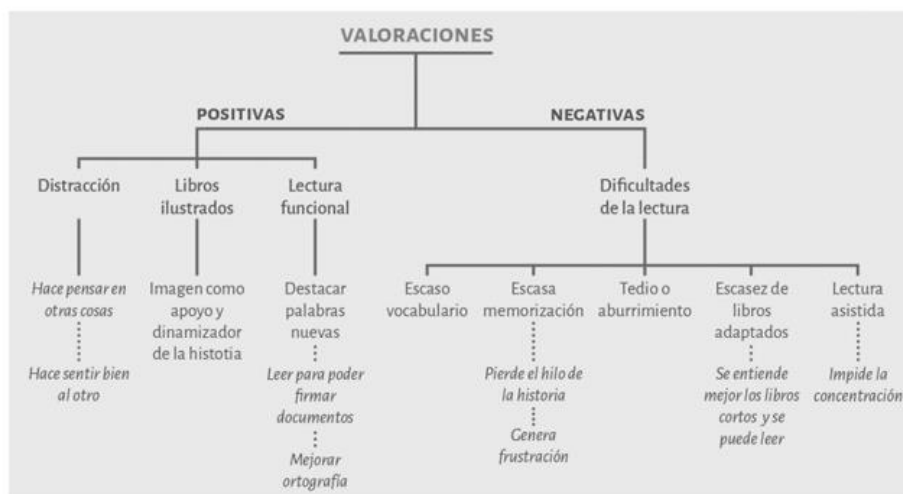 VALORACIONES
POSITIVAS
NEGATIVAS
Distracción
Libros
ilustrados
Lectura
funcional
Dificultades
de la lectura
Hace pensar en
otras cosas
Hace sentir bien
al otro
Imagen como
apoyo y
dinamizador
de la histotia
Destacar
palabras
nuevas
Leer para poder
firmar
documentos
Mejorar
ortografía
Escaso
vocabulario
Escasa
memorización
Pierde el hilo de
la historia
Genera
frustración
Tedio o
aburrimiento
Escasez de
libros
adaptados
Se entiende
mejor los libros
cortos y se
puede leer
Lectura
asistida
Impide la
concentración